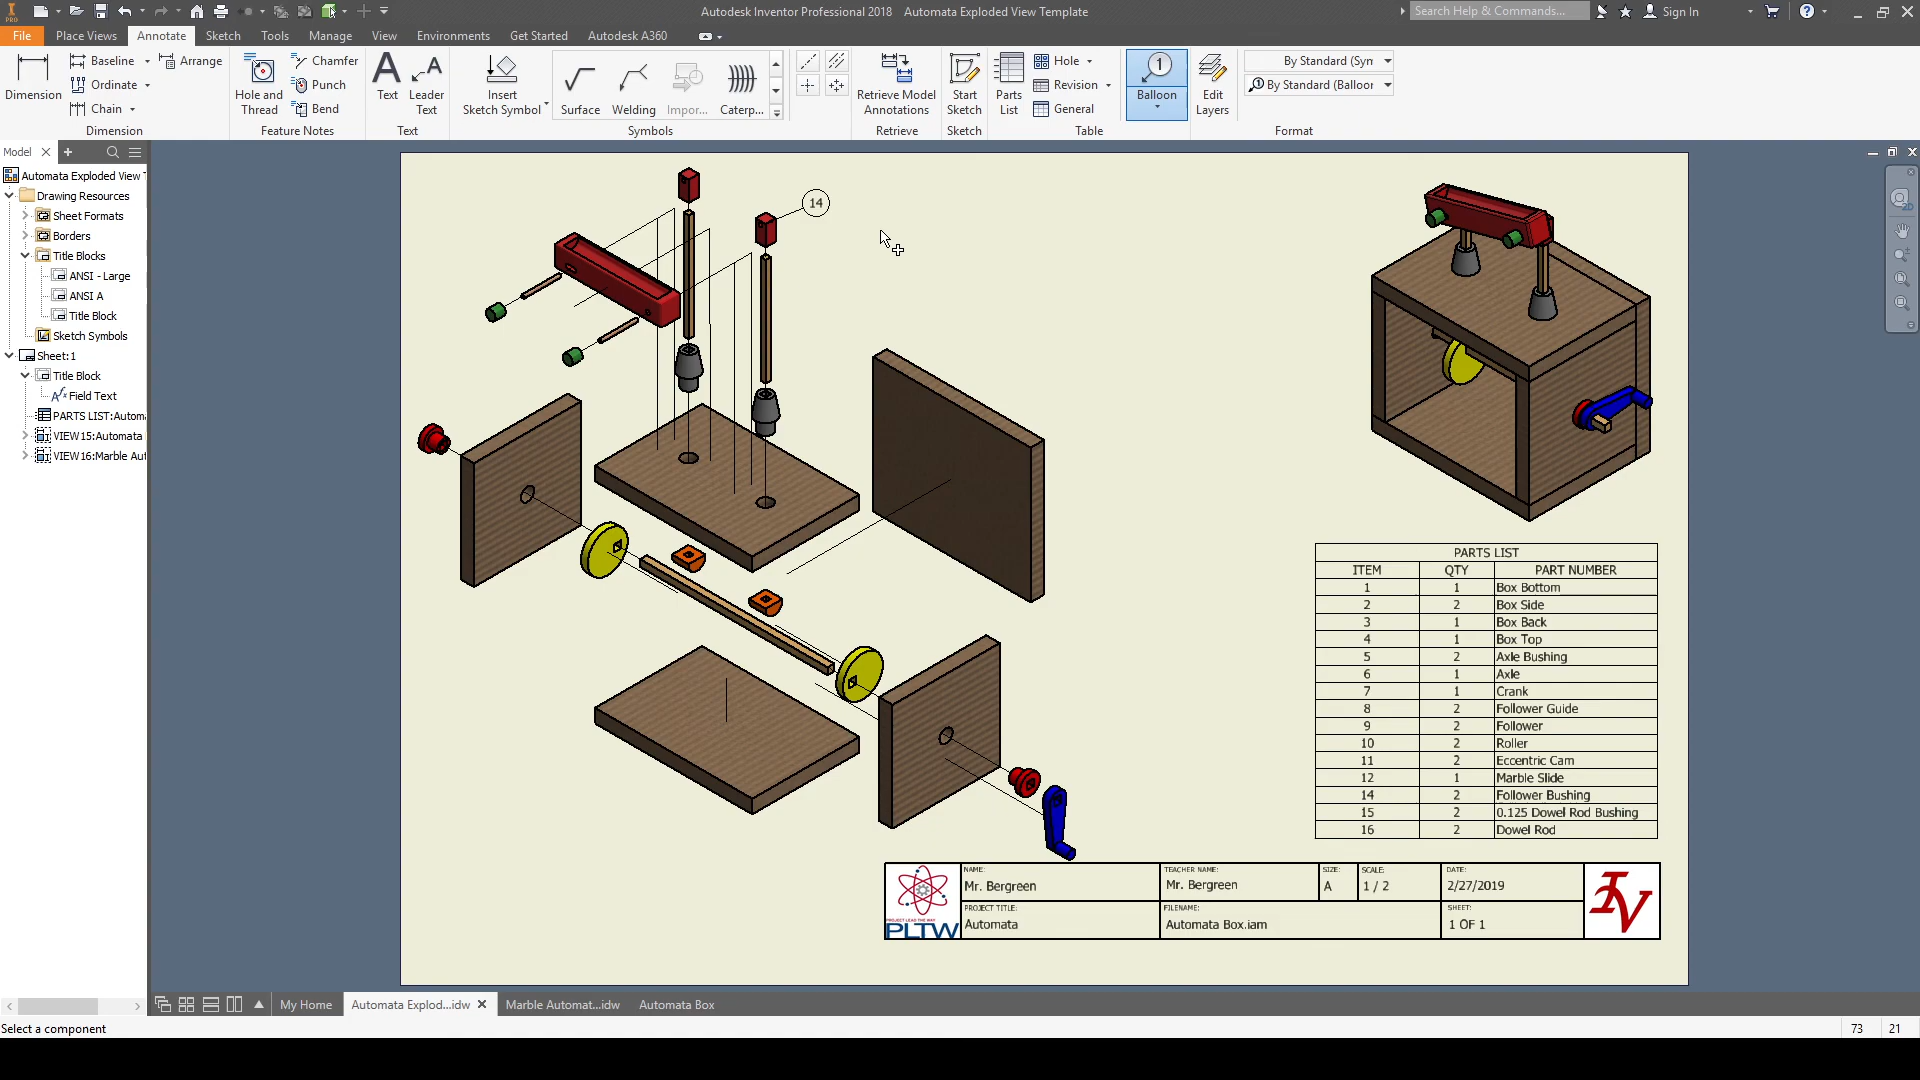 Autodesk Inventor Professional 2018 Automata Exploded View Template
Search Help & Commands...
Sign In
PRO
File
Place Views
Annotate
Sketch
Tools
Manage
View
Environments
Get Started
Autodesk A360
Dimension
Baseline
Ordinate
Chain
Arrange
Dimension
Hole and Thread
Chamfer
Punch
Bend
Feature Notes
Text
Leader Text
Text
Insert Sketch Symbol
Surface
Welding
Impor...
Caterp...
Symbols
Retrieve Model Annotations
Retrieve
Start Sketch
Sketch
Parts List
Hole
Revision
General
Table
1
Balloon
Edit Layers
By Standard (Syn
By Standard (Balloor
Format
Model
Automata Exploded View T
Drawing Resources
Sheet Formats
Borders
Title Blocks
ANSI - Large
ANSI A
Title Block
Sketch Symbols
Sheet:1
Title Block
Field Text
PARTS LIST:Autom
VIEW15:Automata
VIEW16:Marble Aut
14
PARTS LIST
ITEM QTY PART NUMBER
1 1 Box Bottom
2 2 Box Side
3 1 Box Back
4 1 Box Top
5 2 Axle Bushing
6 1 Axle
7 1 Crank
8 2 Follower Guide
9 2 Follower
10 2 Roller
11 2 Eccentric Cam
12 1 Marble Slide
14 2 Follower Bushing
15 2 0.125 Dowel Rod Bushing
16 2 Dowel Rod
PROJECT LEAD THE WAY
PLTW
NAME:
Mr. Bergreen
TEACHER NAME:
Mr. Bergreen
SIZE:
A
SCALE:
1 / 2
DATE:
2/27/2019
PROJECT TITLE:
Automata
FILENAME:
Automata Box.iam
SHEET:
1 OF 1
IV
My Home
Automata Explod...idw
Marble Automat...idw
Automata Box
Select a component
73
21